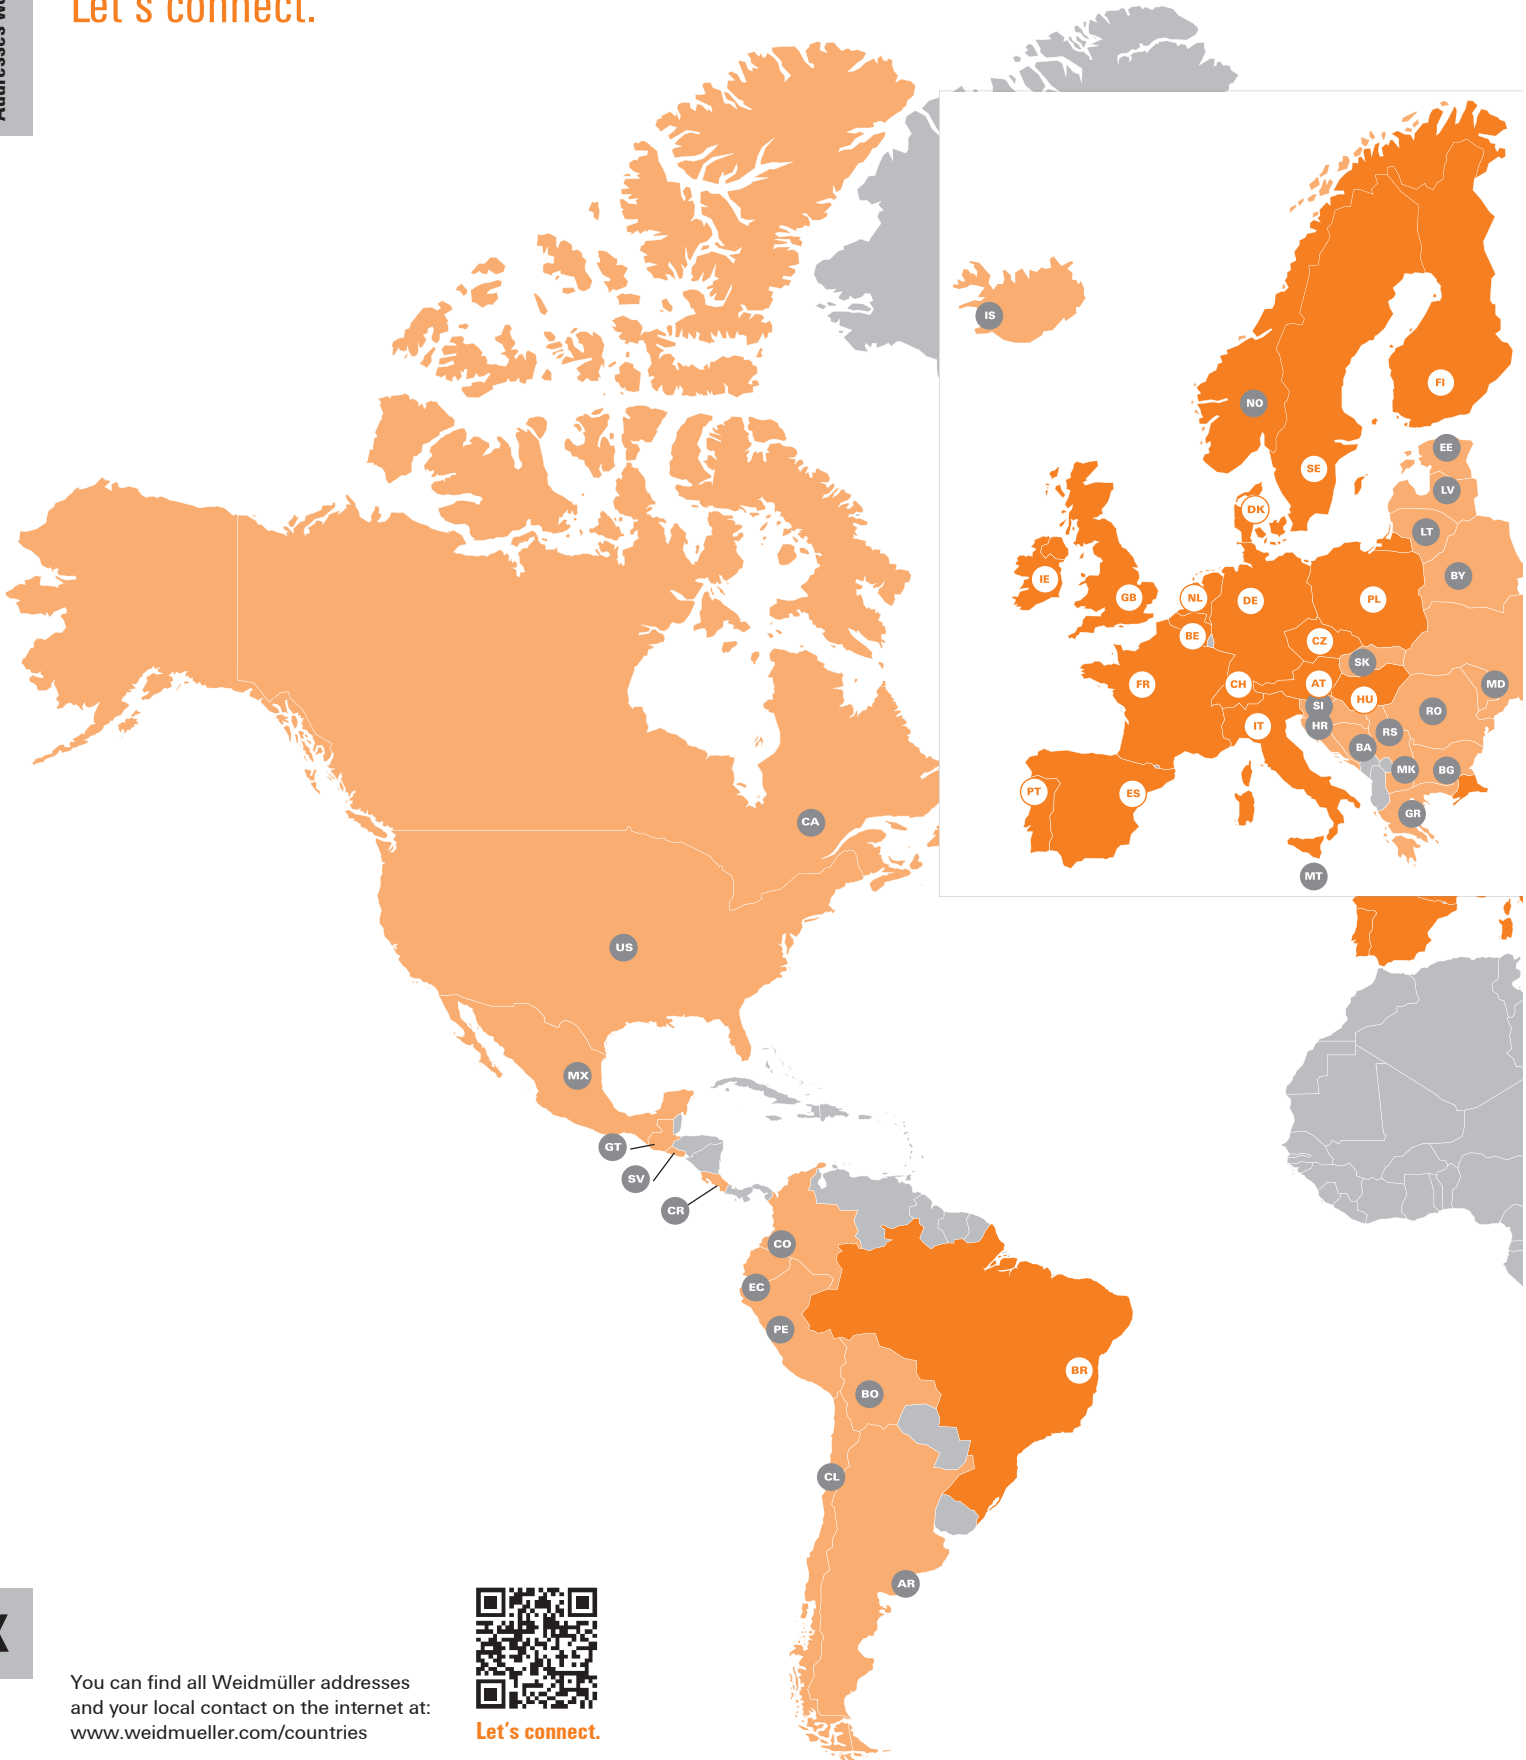 Let's connect.
IS
NO
FI
SE
EE
LV
DK
LT
BY
IE
GB
NL
DE
PL
BE
CZ
SK
FR
CH
AT
MD
HU
SI
RO
IT
HR
RS
BA
MK
BG
PT
ES
GR
MT
CA
US
MX
GT
SV
CR
CO
EC
PE
BR
BO
CL
AR
You can find all Weidmüller addresses
and your local contact on the internet at:
www.weidmueller.com/countries
Let's connect.